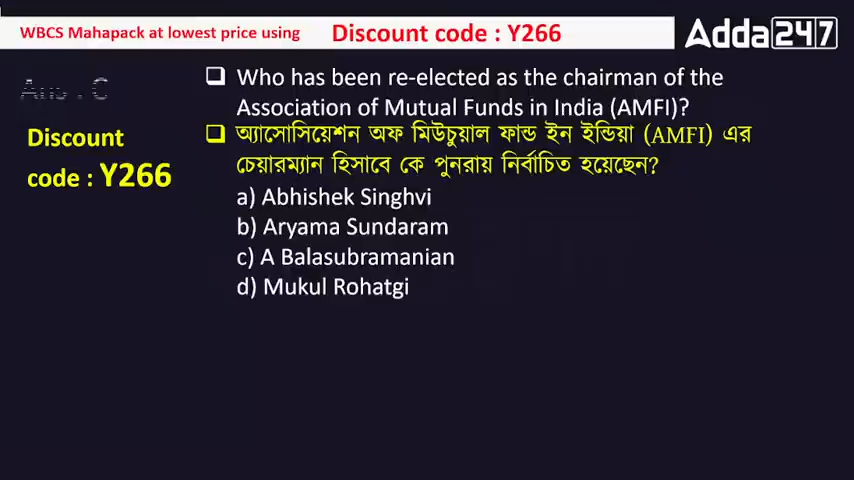 WBCS Mahapack at lowest price using Discount code : Y266
Adda247
Ans : C
Discount
code : Y266
❑ Who has been re-elected as the chairman of the
Association of Mutual Funds in India (AMFI)?
❑ অ্যাসোসিয়েশন অফ মিউচুয়াল ফান্ড ইন ইন্ডিয়া (AMFI) এর
চেয়ারম্যান হিসাবে কে পুনরায় নির্বাচিত হয়েছেন?
a) Abhishek Singhvi
b) Aryama Sundaram
c) A Balasubramanian
d) Mukul Rohatgi